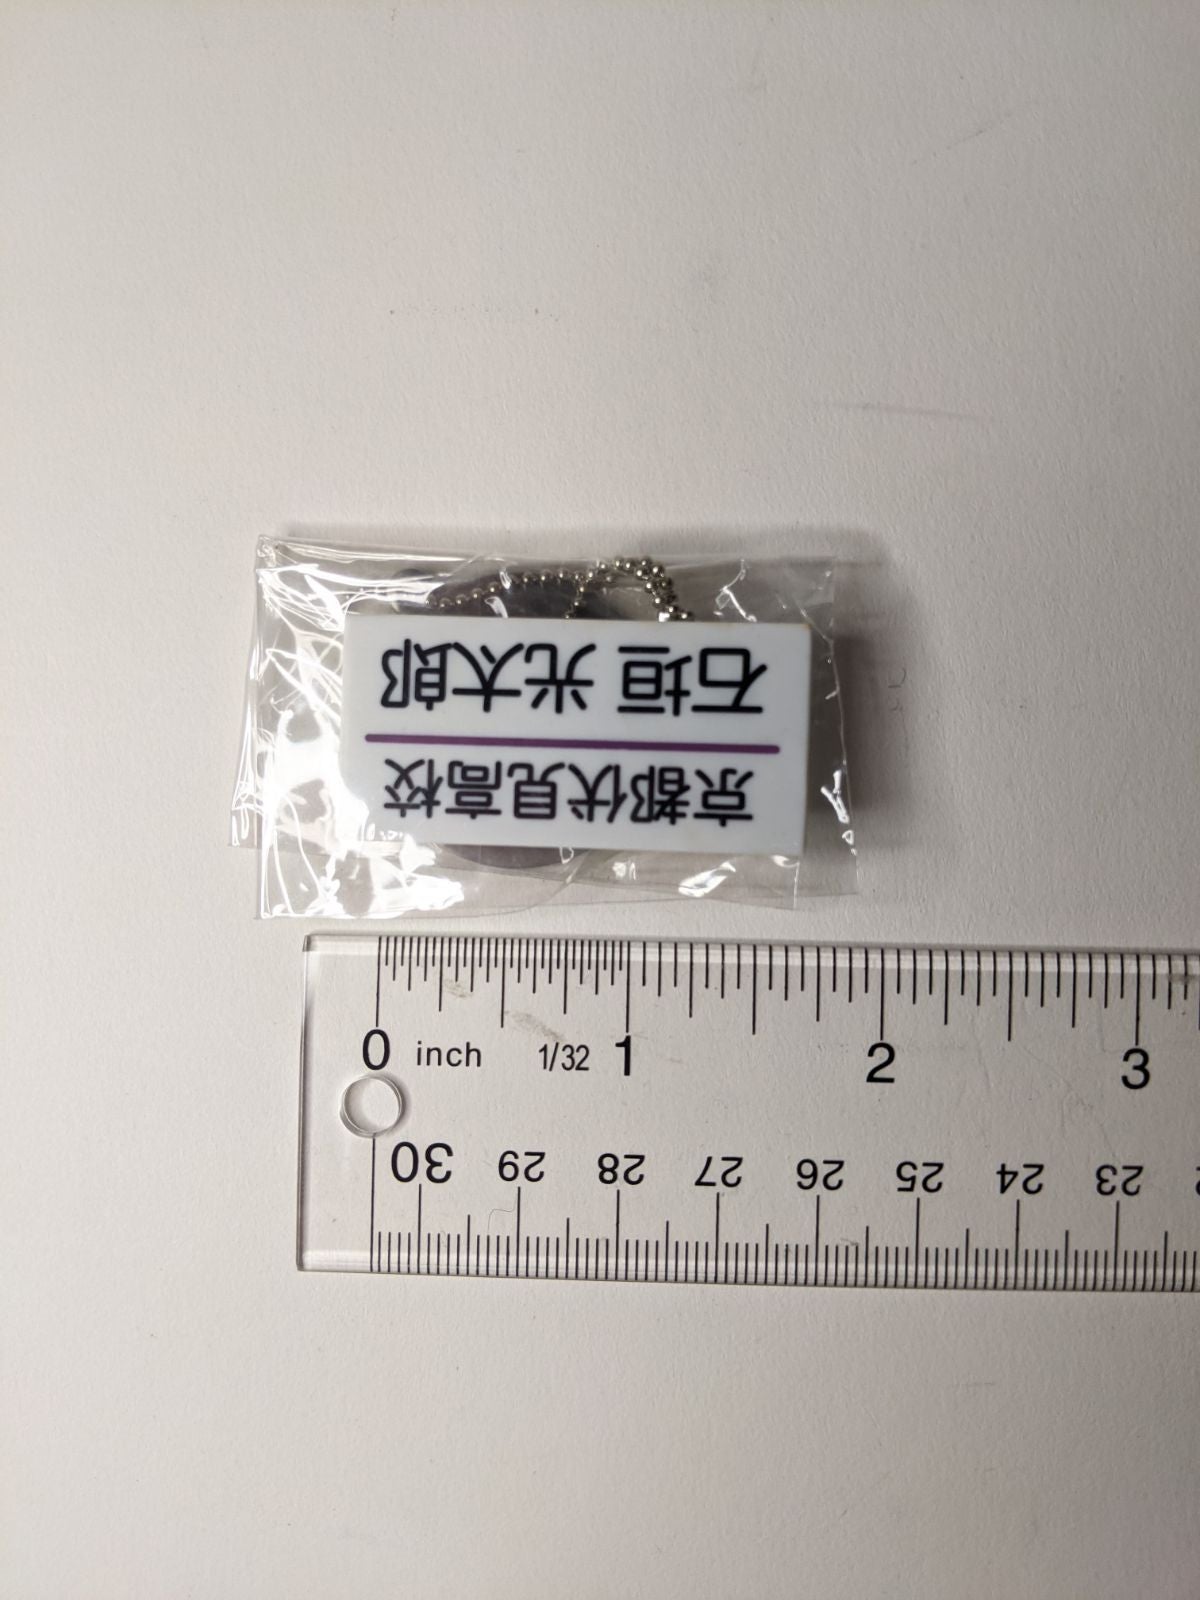 京都伏見高校
石垣 光太郎
0 inch 1/32 1 2 3
30 29 28 27 26 25 24 23